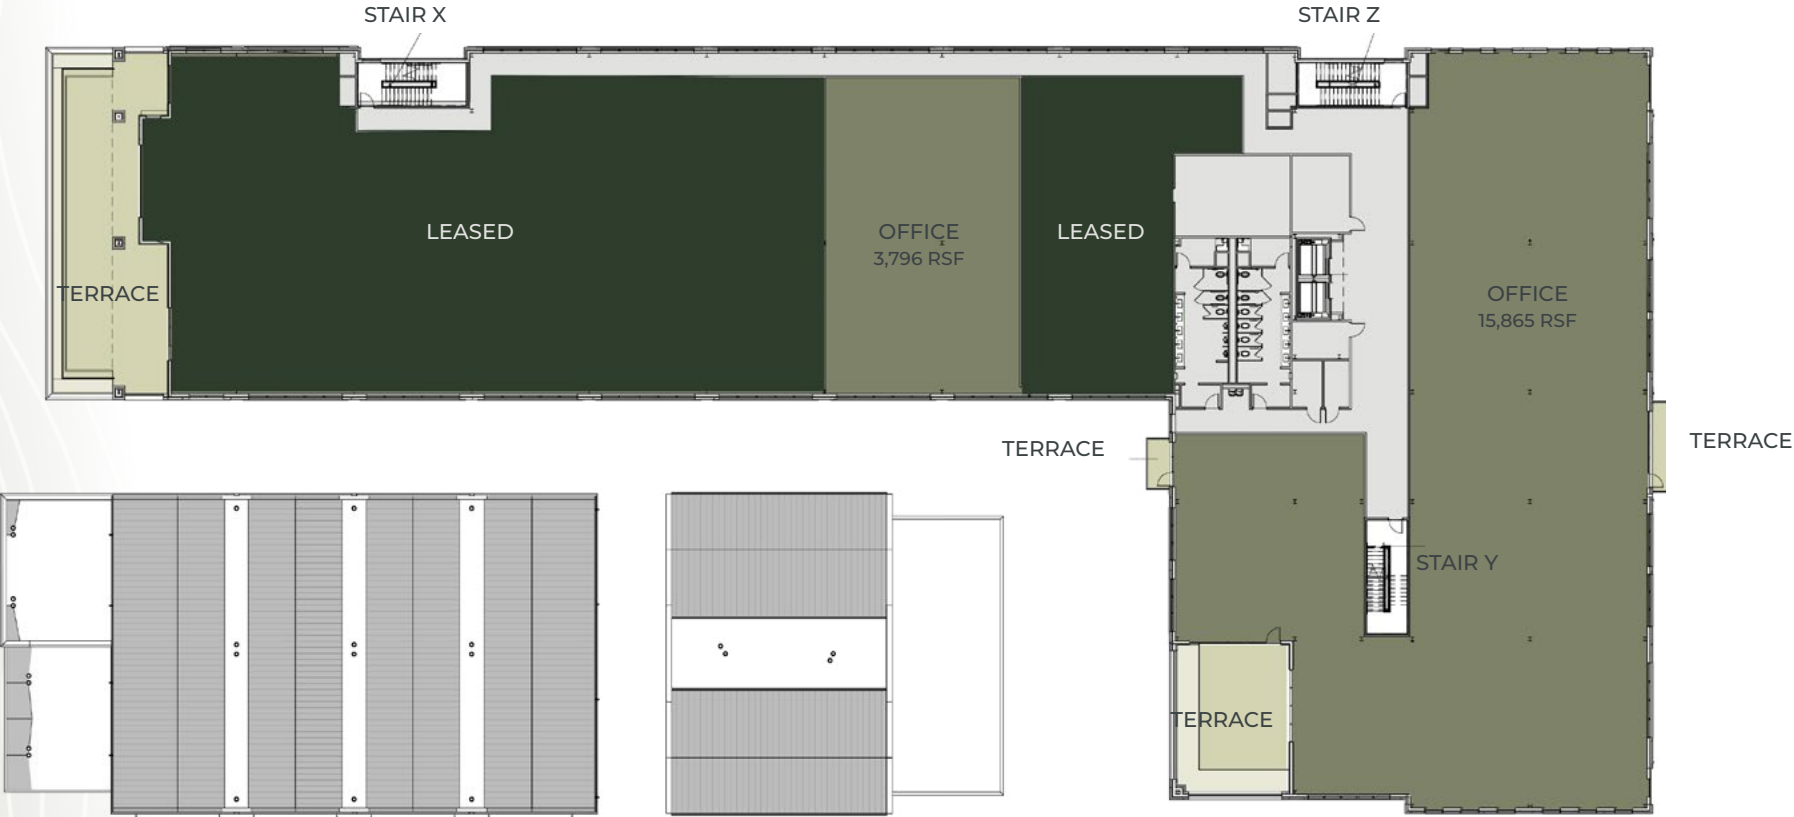 STAIR X
STAIR Z
LEASED
OFFICE
3,796 RSF
LEASED
TERRACE
OFFICE
15,865 RSF
TERRACE
TERRACE
STAIR Y
TERRACE